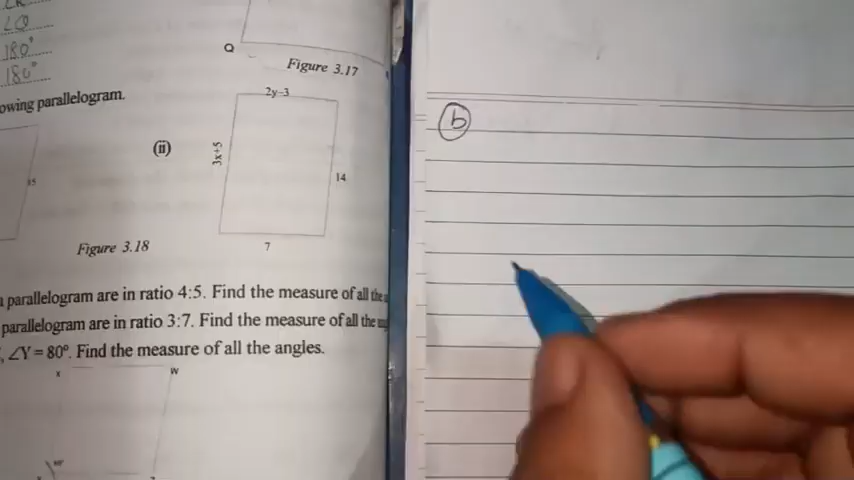 ∠Q
180°
180°
Q
Figure 3.17
owing parallelogram.
(ii)
2y-3
3x+5
14
7
15
Figure 3.18
parallelogram are in ratio 4:5. Find the measure of all the
parallelogram are in ratio 3:7. Find the measure of all the
, ∠Y = 80°. Find the measure of all the angles.
X
W
b